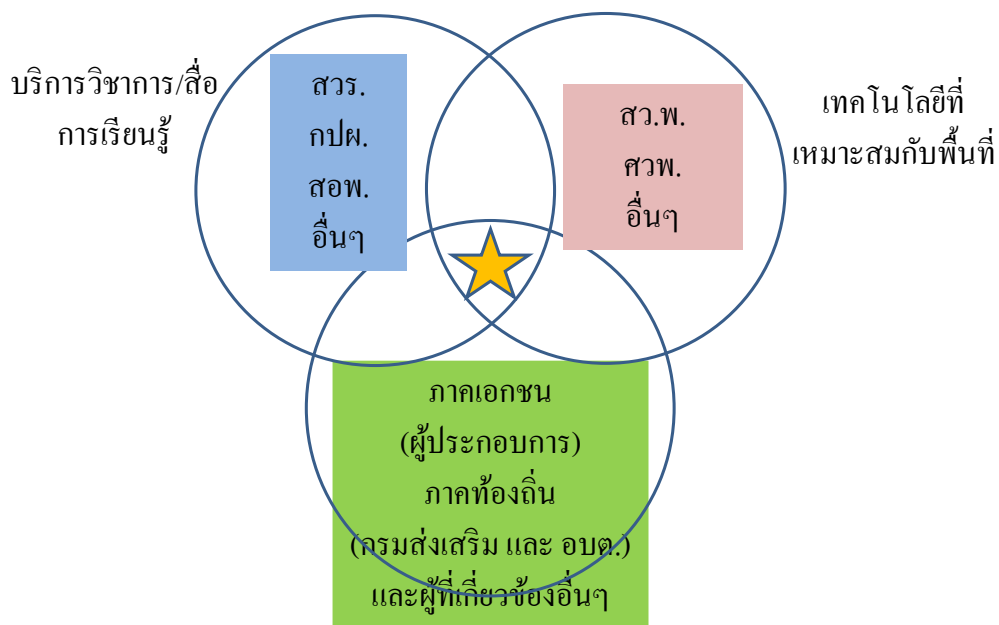 บริการวิชาการ/สื่อ
การเรียนรู้
สวร.
กปผ.
สอพ.
อื่นๆ
สว.พ.
ศวพ.
อื่นๆ
เทคโนโลยีที่
เหมาะสมกับพื้นที่
ภาคเอกชน
(ผู้ประกอบการ)
ภาคท้องถิ่น
(กรมส่งเสริม และ อบต.)
และผู้ที่เกี่ยวข้องอื่นๆ